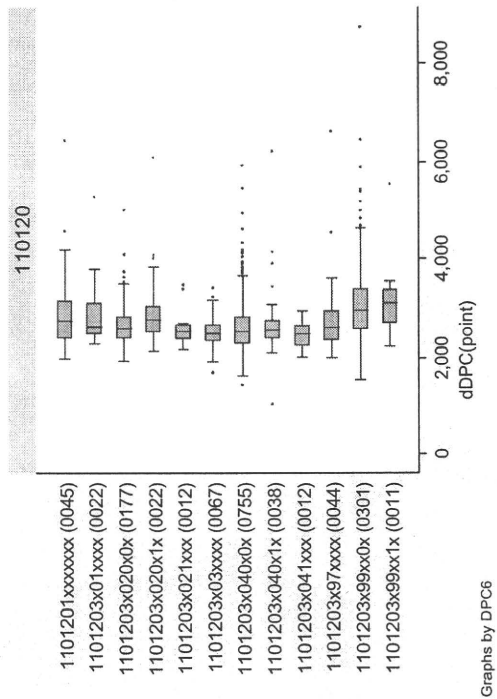 110120
1101201xxxxxxx (0045)
1101203x01xxxx (0022)
1101203x020x0x (0177)
1101203x020x1x (0022)
1101203x021xxx (0012)
1101203x03xxxx (0067)
1101203x040x0x (0755)
1101203x040x1x (0038)
1101203x041xxx (0012)
1101203x97xxxx (0044)
1101203x99xx0x (0301)
1101203x99xx1x (0011)
0
2,000
4,000
6,000
8,000
dDPC(point)
Graphs by DPC6